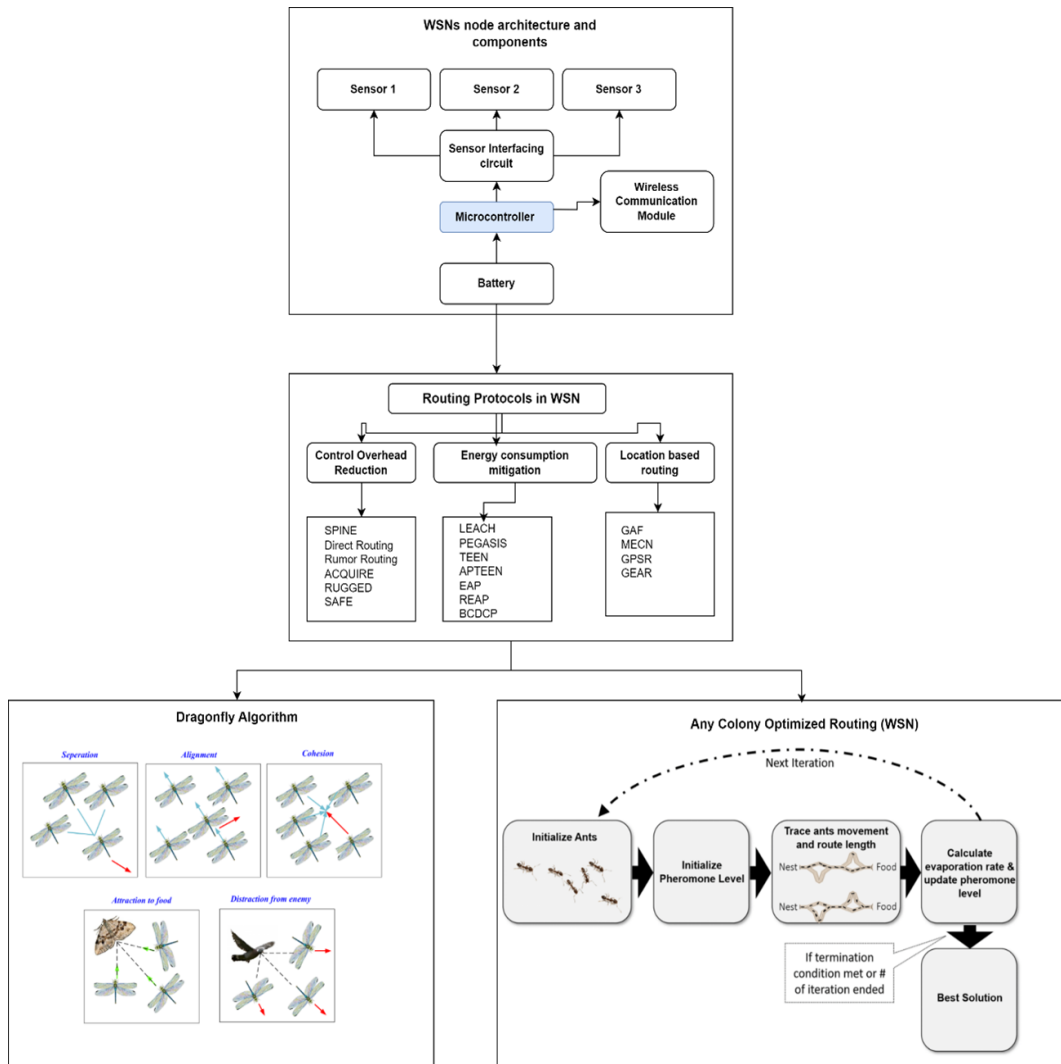 WSNs node architecture and
components
Sensor 1
Sensor 2
Sensor 3
Sensor Interfacing
circuit
Wireless
Communication
Module
Microcontroller
Battery
Routing Protocols in WSN
Control Overhead
Reduction
Energy consumption
mitigation
Location based
routing
SPINE
Direct Routing
Rumor Routing
ACQUIRE
RUGGED
SAFE
LEACH
PEGASIS
TEEN
APTEEN
EAP
REAP
BCDCP
GAF
MECN
GPSR
GEAR
Dragonfly Algorithm
Seperation
Alignment
Cohesion
Attraction to food
Distraction from enemy
Any Colony Optimized Routing (WSN)
Next Iteration
Initialize Ants
Initialize
Pheromone Level
Trace ants movement
and route length
Nest
Food
Nest
Food
Calculate
evaporation rate &
update pheromone
level
If termination
condition met or #
of iteration ended
Best Solution